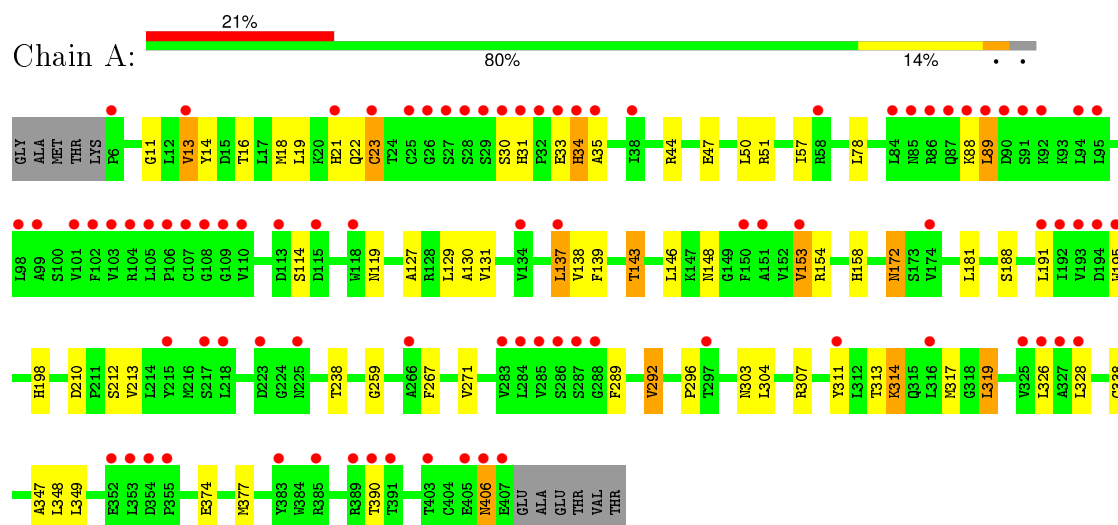 21%
Chain A:
80% 14% • •
GLY ALA MET THR LYS P6 G11 L12 V13 Y14 D15 T16 L17 M18 L19 K20 H21 Q22 C23 T24 C25 G26 S27 S28 S29 S30 H31 P32 E33 H34 A35 I38 R44 E47 L50 R51 I57 R58 L78 L84 N85 R86 Q87 K88 L89 D90 S91 K92 K93 L94 L95
L98 A99 S100 V101 F102 V103 R104 L105 P106 C107 G108 G109 V110 D113 S114 D115 W118 N119 A127 R128 L129 A130 V131 V134 L137 V138 F139 T143 L146 K147 N148 G149 F150 A151 V152 V153 R154 H158 N172 S173 V174 L181 S188 L191 I192 V193 D194
H198 D210 P211 S212 V213 L214 Y215 M216 S217 L218 D223 G224 N225 T238 G259 A266 F267 V271 V283 L284 V285 S286 S287 G288 F289 V292 P296 T297 N303 L304 R307 Y311 L312 T313 K314 Q315 L316 M317 G318 L319 V325 L326 A327 L328
A347 L348 L349 E352 L353 D354 P355 E374 M377 Y383 W384 R385 R389 T390 T391 T403 C404 E405 N406 E407 GLU ALA GLU THR VAL THR